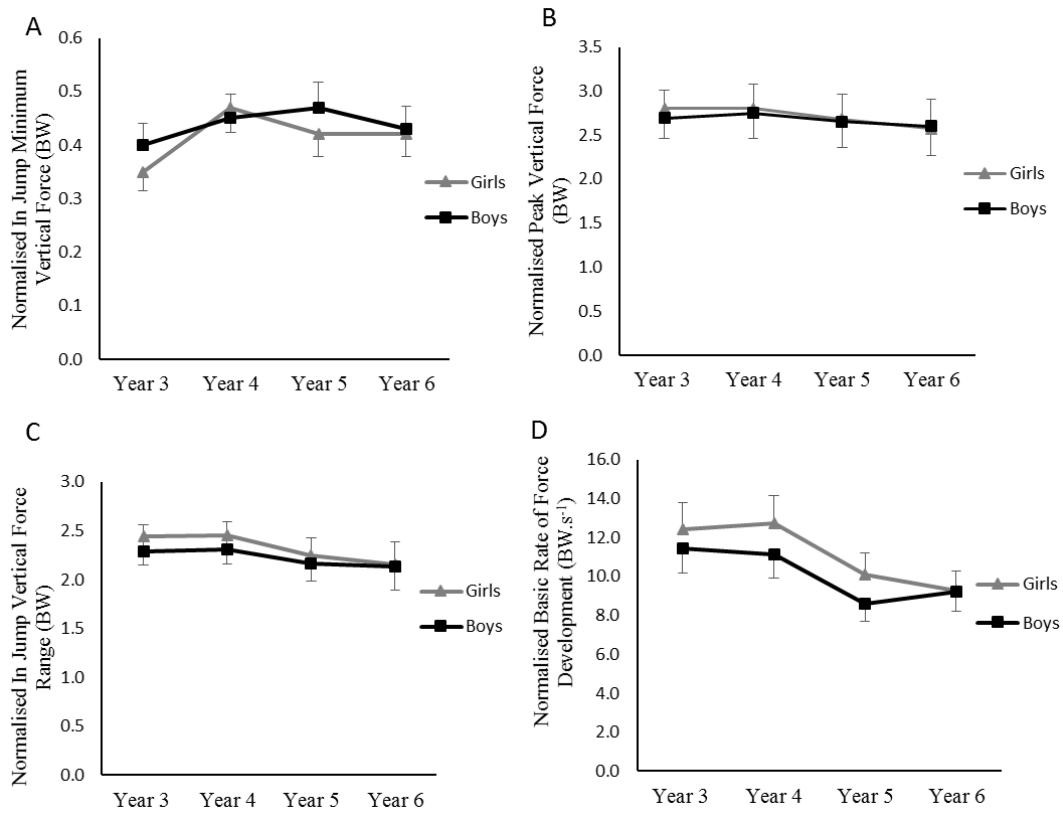 A
Normalised In Jump Minimum
Vertical Force (BW)
0.6
0.5
0.4
0.3
0.2
0.1
0.0
Year 3 Year 4 Year 5 Year 6
Girls
Boys
B
Normalised Peak Vertical Force
(BW)
3.5
3.0
2.5
2.0
1.5
1.0
0.5
0.0
Year 3 Year 4 Year 5 Year 6
Girls
Boys
C
Normalised In Jump Vertical Force
Range (BW)
3.0
2.5
2.0
1.5
1.0
0.5
0.0
Year 3 Year 4 Year 5 Year 6
Girls
Boys
D
Normalised Basic Rate of Force
Development (BW.s⁻¹)
16.0
14.0
12.0
10.0
8.0
6.0
4.0
2.0
0.0
Year 3 Year 4 Year 5 Year 6
Girls
Boys